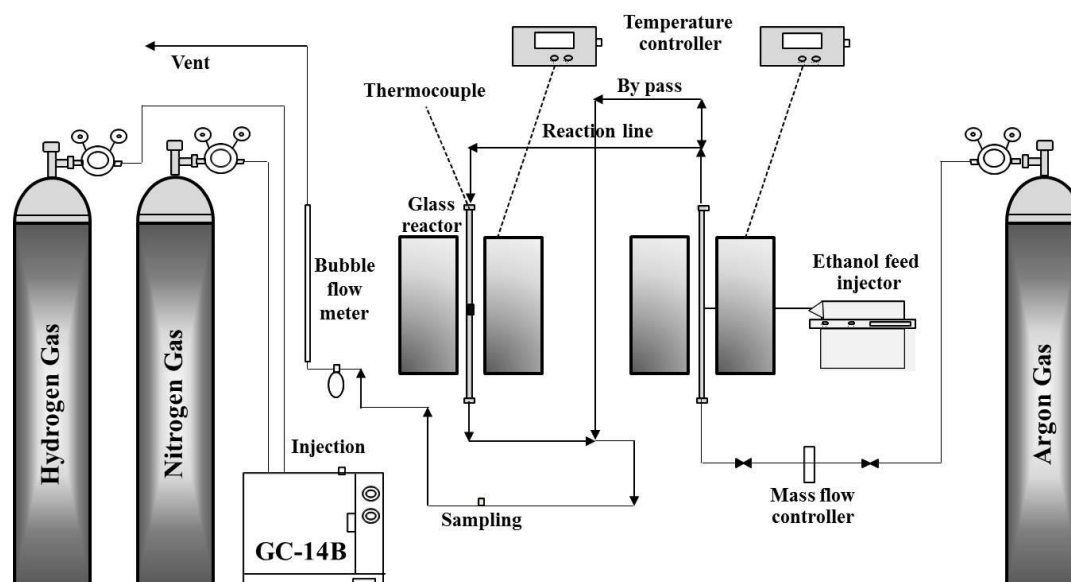 Temperature
controller
Vent
Thermocouple
By pass
Reaction line
Glass
reactor
Bubble
flow
meter
Ethanol feed
injector
Hydrogen Gas
Nitrogen Gas
Argon Gas
Injection
Sampling
Mass flow
controller
GC-14B